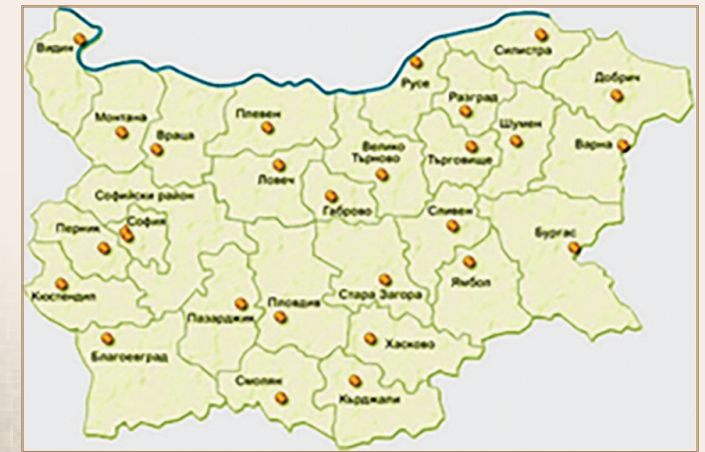 Видин
Силистра
Русе
Добрич
Разград
Монтана
Враца
Плевен
Шумен
Велико
Търново
Търговище
Варна
Ловеч
Софийски район
Габрово
Сливен
София
Перник
Бургас
Ямбол
Кюстендил
Стара Загора
Пловдив
Пазарджик
Хасково
Благоевград
Смолян
Кърджали